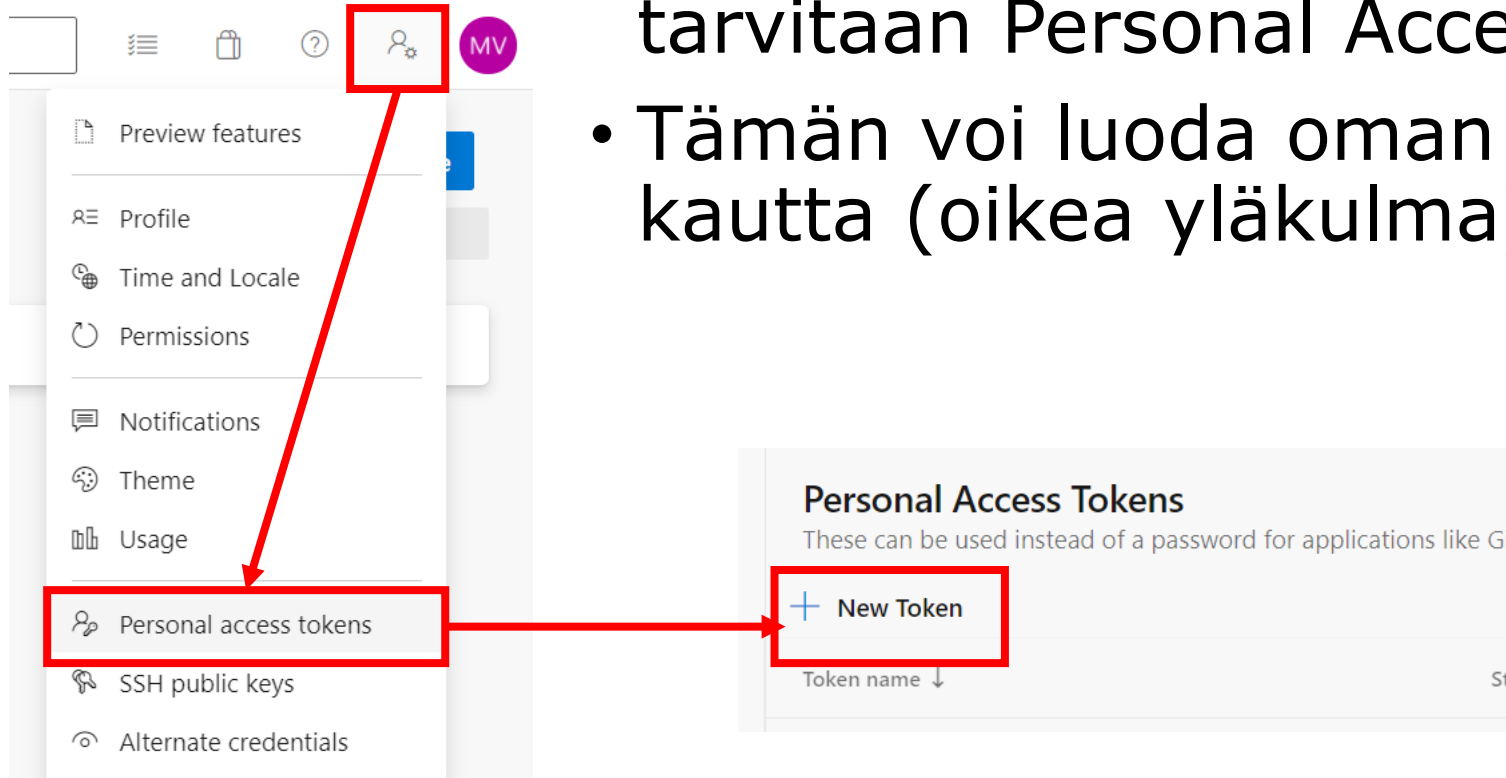 MV
Preview features
Profile
Time and Locale
Permissions
Notifications
Theme
Usage
Personal access tokens
SSH public keys
Alternate credentials
tarvitaan Personal Acce
• Tämän voi luoda oman
kautta (oikea yläkulma
Personal Access Tokens
These can be used instead of a password for applications like G
+ New Token
Token name ↓ St